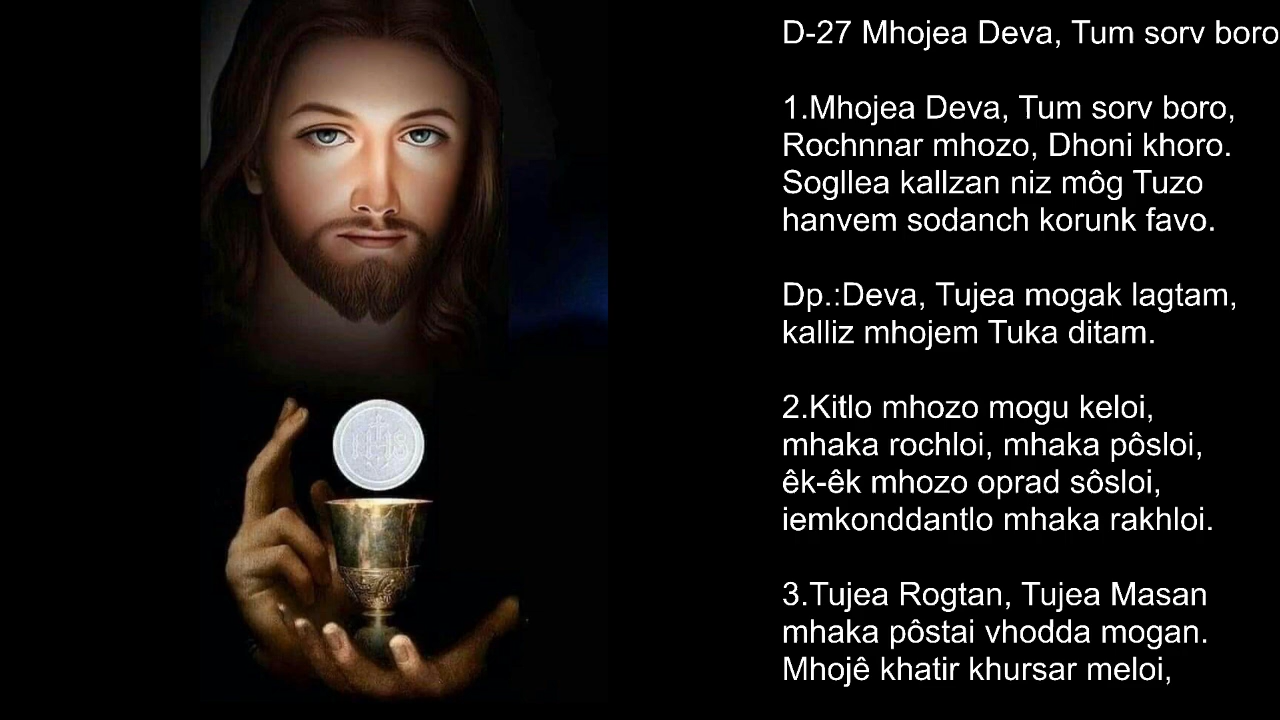 D-27 Mhojea Deva, Tum sorv boro
1.Mhojea Deva, Tum sorv boro,
Rochnnar mhozo, Dhoni khoro.
Sogllea kallzan niz môg Tuzo
hanvem sodanch korunk favo.
Dp.:Deva, Tujea mogak lagtam,
kalliz mhojem Tuka ditam.
2.Kitlo mhozo mogu keloi,
mhaka rochloi, mhaka pôsloi,
êk-êk mhozo oprad sôsloi,
iemkonddantlo mhaka rakhloi.
3.Tujea Rogtan, Tujea Masan
mhaka pôstai vhodda mogan.
Mhojê khatir khursar meloi,
IHS